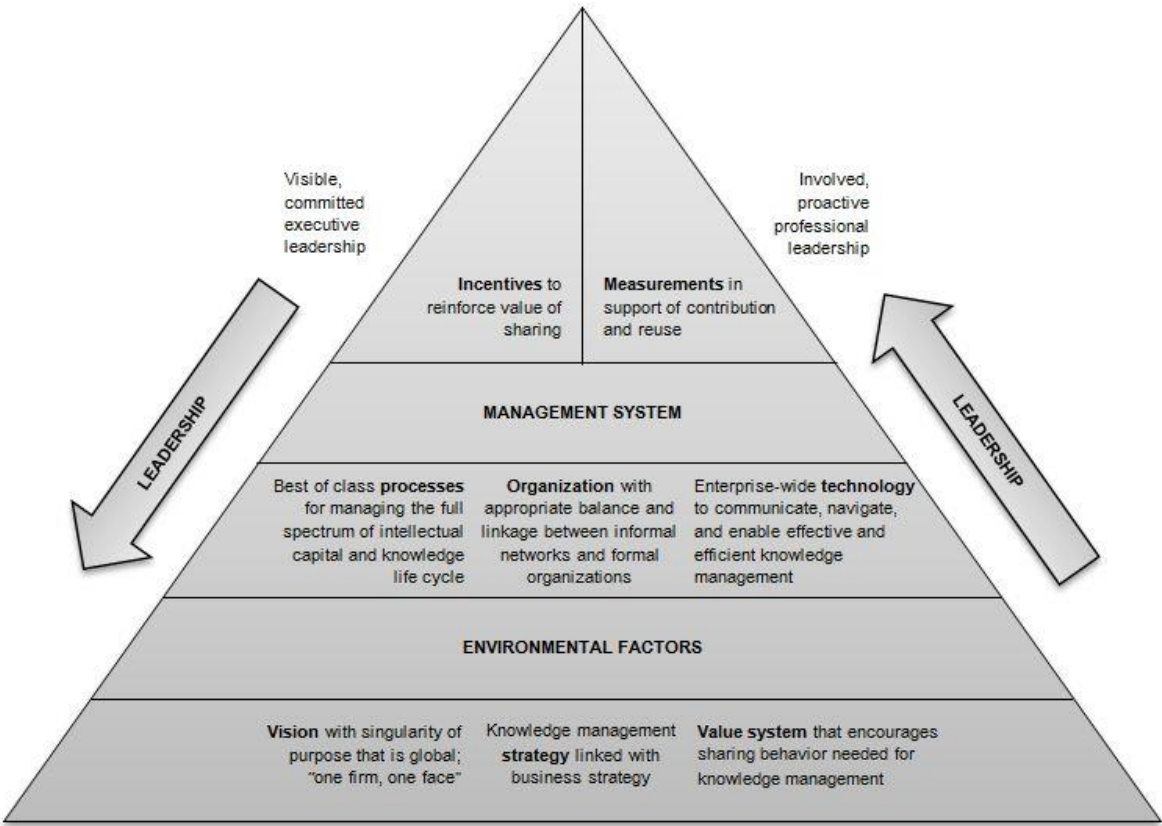 Visible,
committed
executive
leadership
Involved,
proactive
professional
leadership
LEADERSHIP
LEADERSHIP
Incentives to
reinforce value of
sharing
Measurements in
support of contribution
and reuse
MANAGEMENT SYSTEM
Best of class processes
for managing the full
spectrum of intellectual
capital and knowledge
life cycle
Organization with
appropriate balance and
linkage between informal
networks and formal
organizations
Enterprise-wide technology
to communicate, navigate,
and enable effective and
efficient knowledge
management
ENVIRONMENTAL FACTORS
Vision with singularity of
purpose that is global;
"one firm, one face"
Knowledge management
strategy linked with
business strategy
Value system that encourages
sharing behavior needed for
knowledge management